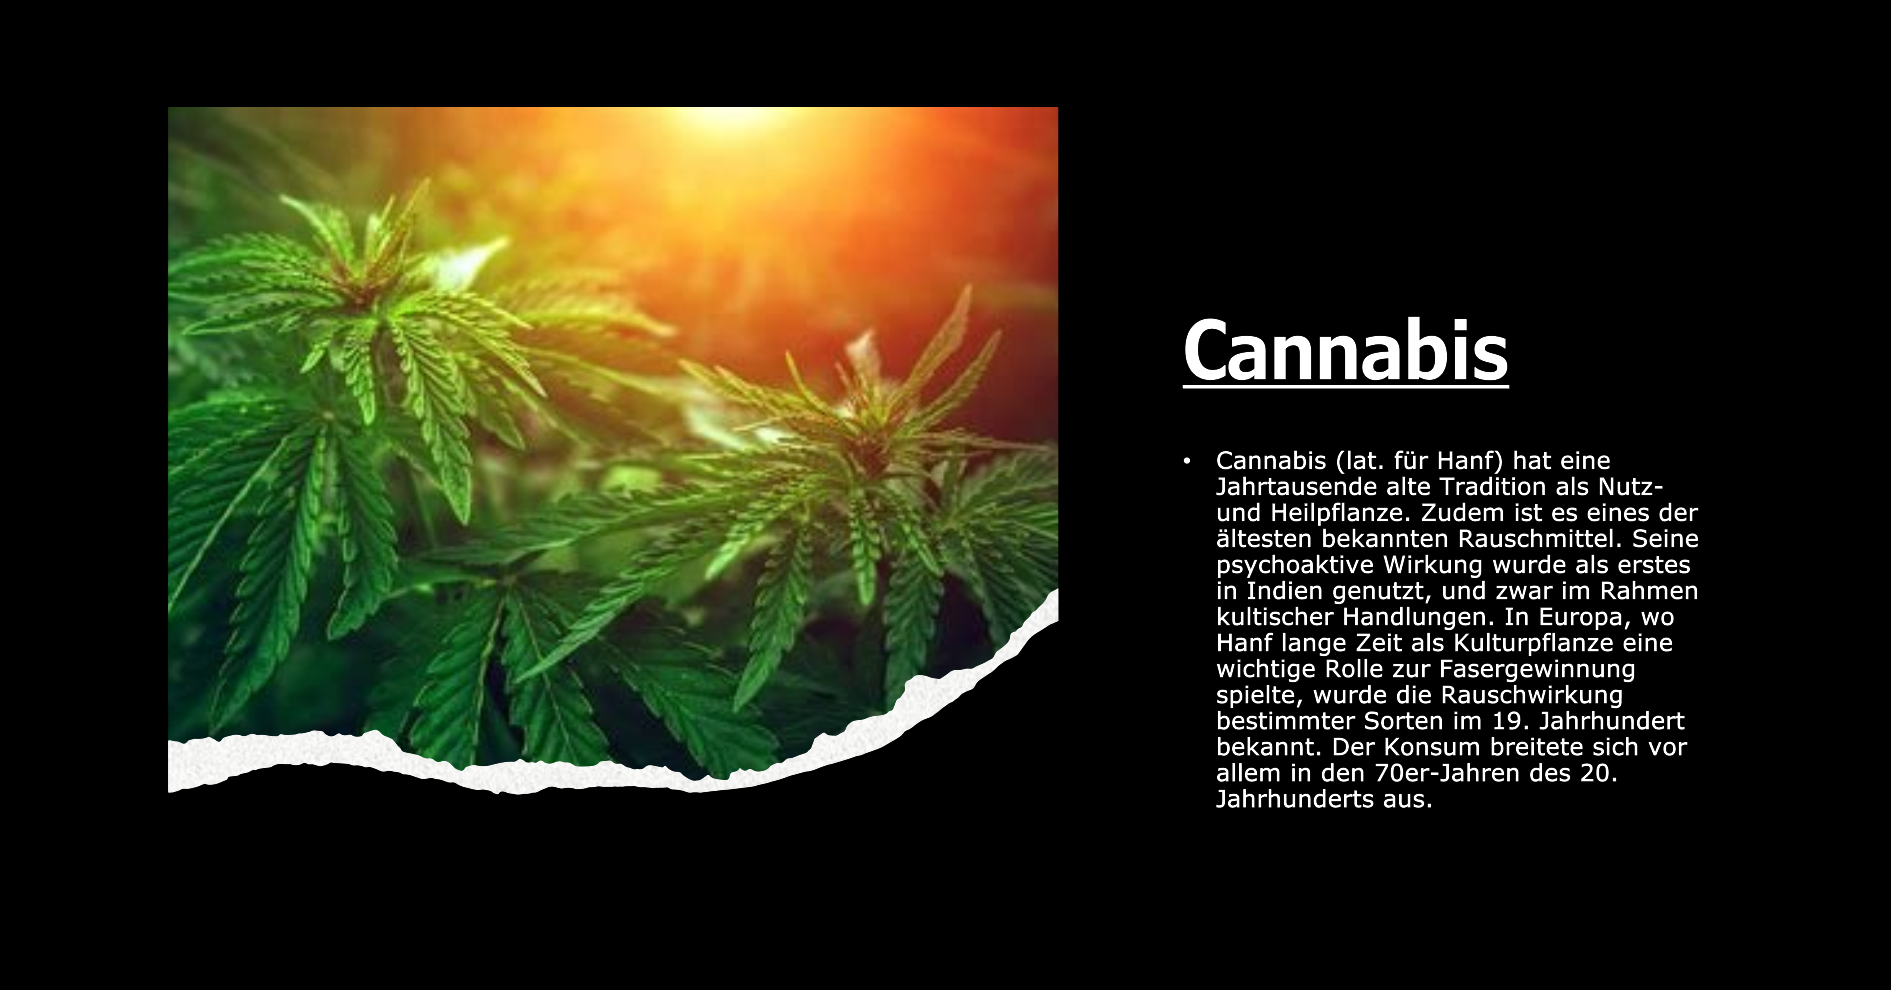 Cannabis
• Cannabis (lat. für Hanf) hat eine
Jahrtausende alte Tradition als Nutz-
und Heilpflanze. Zudem ist es eines der
ältesten bekannten Rauschmittel. Seine
psychoaktive Wirkung wurde als erstes
in Indien genutzt, und zwar im Rahmen
kultischer Handlungen. In Europa, wo
Hanf lange Zeit als Kulturpflanze eine
wichtige Rolle zur Fasergewinnung
spielte, wurde die Rauschwirkung
bestimmter Sorten im 19. Jahrhundert
bekannt. Der Konsum breitete sich vor
allem in den 70er-Jahren des 20.
Jahrhunderts aus.